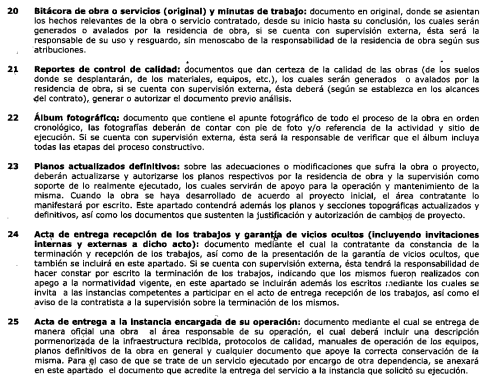 20 Bitácora de obra o servicios (original) y minutas de trabajo: documento en original, donde se asientan
los hechos relevantes de la obra o servicio contratado, desde su inicio hasta su conclusión, los cuales serán
generados o avalados por la residencia de obra, si se cuenta con supervisión externa, ésta será la
responsable de su uso y resguardo, sin menoscabo de la responsabilidad de la residencia de obra según sus
atribuciones.
21 Reportes de control de calidad: documentos que dan certeza de la calidad de las obras (de los suelos
donde se desplantarán, de los materiales, equipos, etc.), los cuales serán generados o avalados por la
residencia de obra, si se cuenta con supervisión externa, ésta deberá (según se establezca en los alcances
del contrato), generar o autorizar el documento previo análisis.
22 Álbum fotográfico: documento que contiene el apunte fotográfico de todo el proceso de la obra en orden
cronológico, las fotografías deberán de contar con pie de foto y/o referencia de la actividad y sitio de
ejecución. Si se cuenta con supervisión externa, ésta será la responsable de verificar que el álbum incluya
todas las etapas del proceso constructivo.
23 Planos actualizados definitivos: sobre las adecuaciones o modificaciones que sufra la obra o proyecto,
deberán actualizarse y autorizarse los planos respectivos por la residencia de obra y la supervisión como
soporte de lo realmente ejecutado, los cuales servirán de apoyo para la operación y mantenimiento de la
misma. Cuando la obra se haya desarrollado de acuerdo al proyecto inicial, el área contratante lo
manifestará por escrito. Este apartado contendrá además los planos y secciones topográficas actualizados y
definitivos, así como los documentos que sustenten la justificación y autorización de cambios de proyecto.
24 Acta de entrega recepción de los trabajos y garantía de vicios ocultos (incluyendo invitaciones
internas y externas a dicho acto): documento mediante el cual la contratante da constancia de la
terminación y recepción de los trabajos, así como de la presentación de la garantía de vicios ocultos, que
también se incluirá en este apartado. Si se cuenta con supervisión externa, ésta tendrá la responsabilidad de
hacer constar por escrito la terminación de los trabajos, indicando que los mismos fueron realizados con
apego a la normatividad vigente, en este apartado se incluirán además los escritos mediante los cuales se
invita a las instancias competentes a participar en el acto de entrega recepción de los trabajos, así como el
aviso de la contratista a la supervisión sobre la terminación de los mismos.
25 Acta de entrega a la instancia encargada de su operación: documento mediante el cual se entrega de
manera oficial una obra al área responsable de su operación, el cual deberá incluir una descripción
pormenorizada de la infraestructura recibida, protocolos de calidad, manuales de operación de los equipos,
planos definitivos de la obra en general y cualquier documento que apoye la correcta conservación de la
misma. Para el caso de que se trate de un servicio ejecutado por encargo de otra dependencia, se anexará
en este apartado el documento que acredite la entrega del servicio a la instancia que solicitó su ejecución.